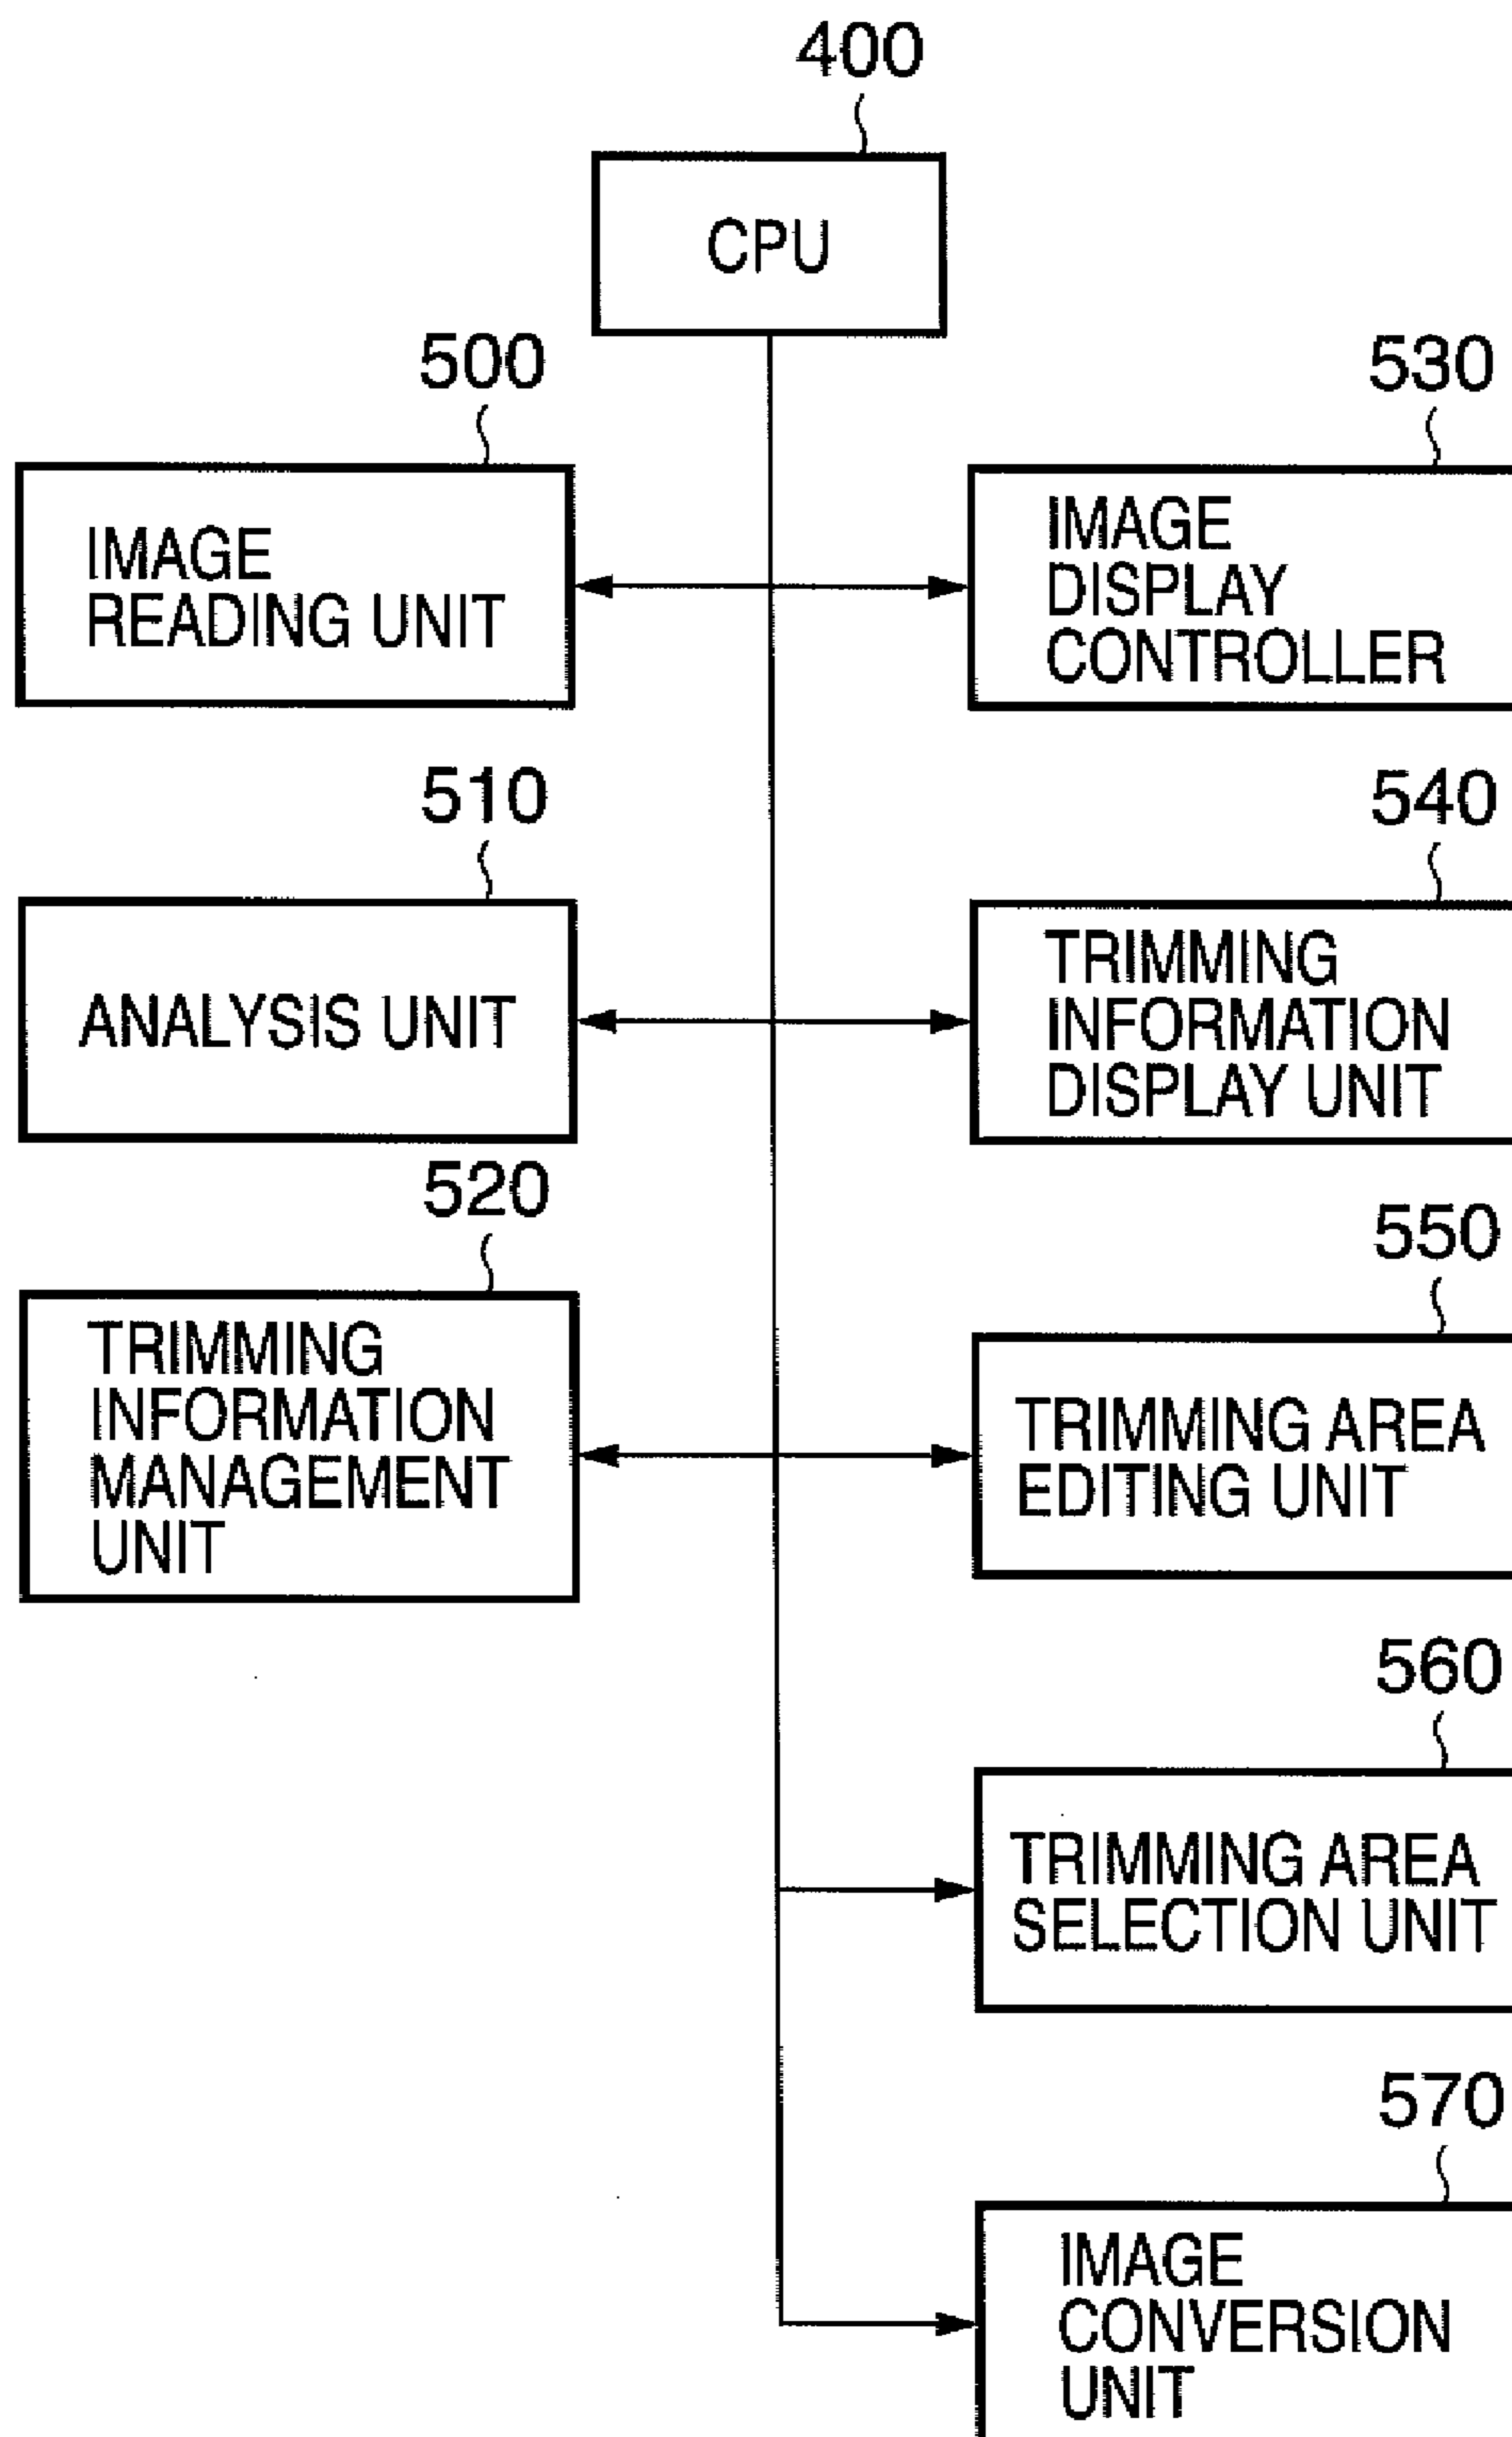 400
CPU
500
IMAGE
READING UNIT
530
IMAGE
DISPLAY
CONTROLLER
510
ANALYSIS UNIT
540
TRIMMING
INFORMATION
DISPLAY UNIT
520
TRIMMING
INFORMATION
MANAGEMENT
UNIT
550
TRIMMING AREA
EDITING UNIT
560
TRIMMING AREA
SELECTION UNIT
570
IMAGE
CONVERSION
UNIT